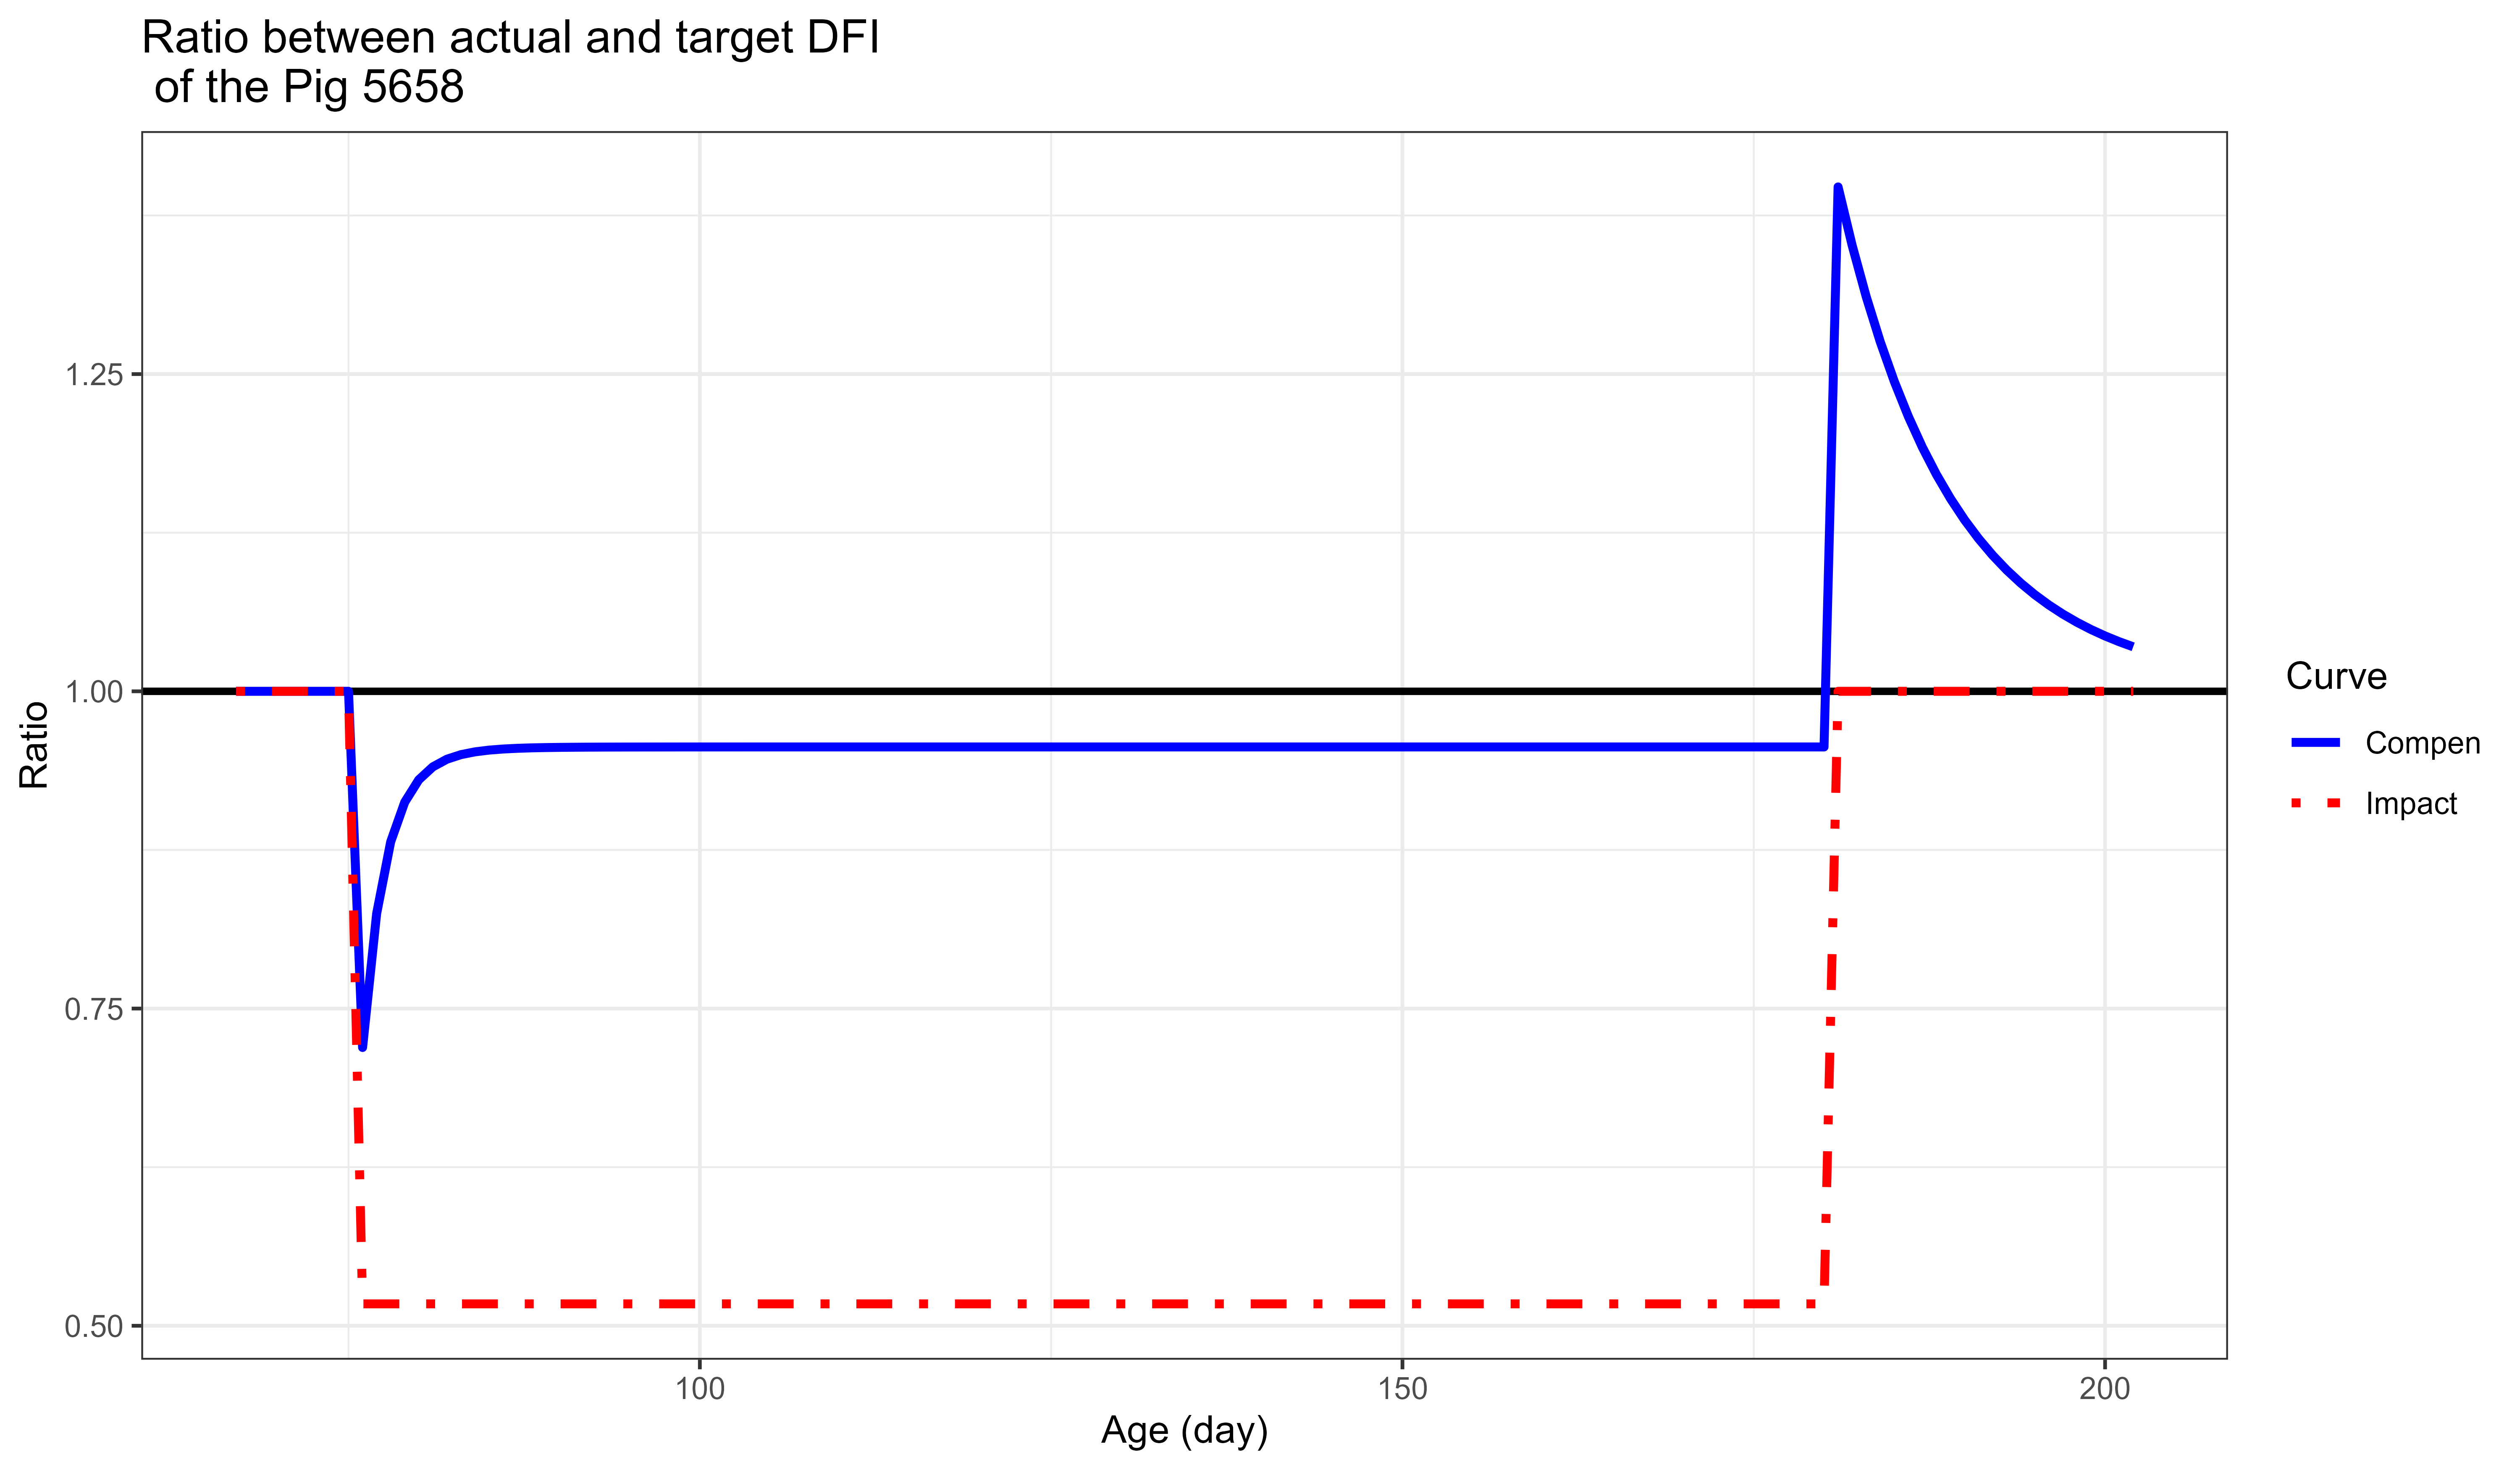 Ratio between actual and target DFI
of the Pig 5658
Ratio
1.25
1.00
0.75
0.50
100
150
200
Age (day)
Curve
Compen
Impact